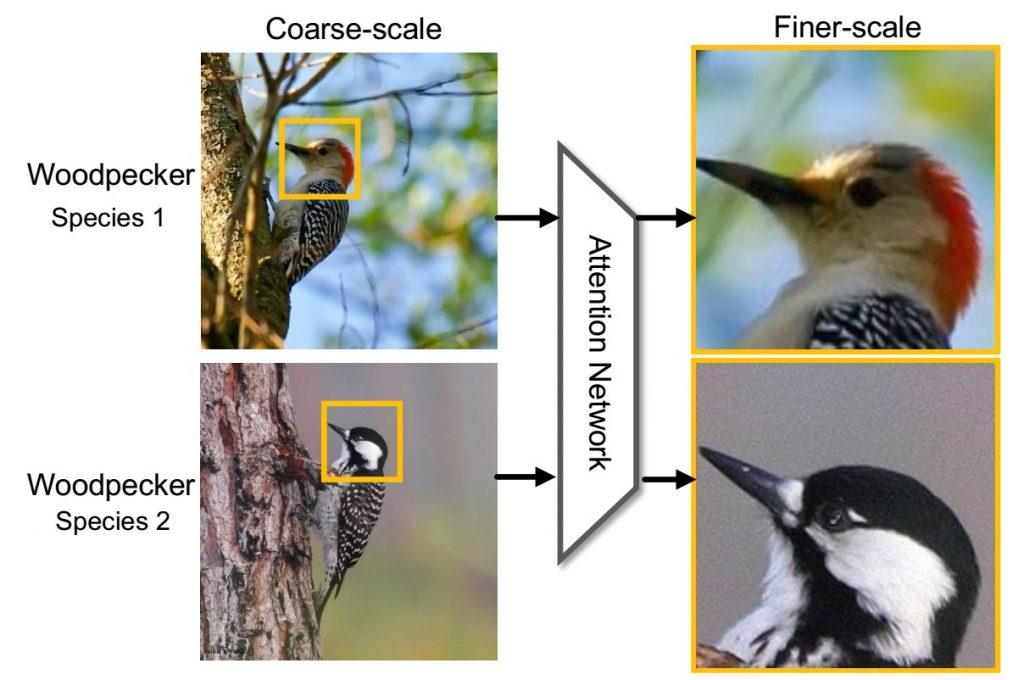 Coarse-scale
Finer-scale
Woodpecker
Species 1
Attention Network
Woodpecker
Species 2